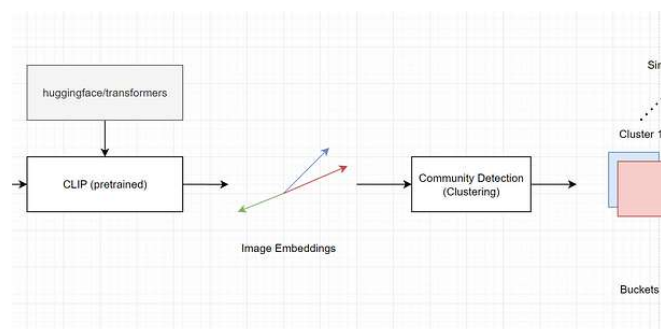 huggingface/transformers
CLIP (pretrained)
Image Embeddings
Community Detection
(Clustering)
Cluster 1
Buckets